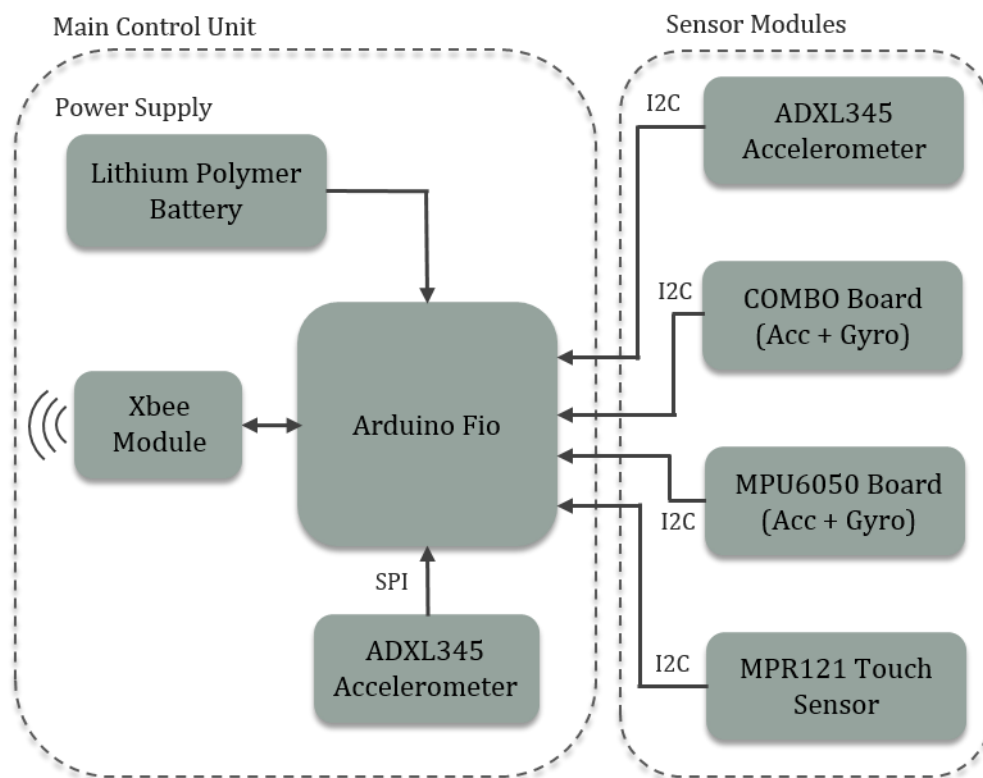 Main Control Unit
Power Supply
Lithium Polymer
Battery
Xbee
Module
Arduino Fio
SPI
ADXL345
Accelerometer
Sensor Modules
I2C
ADXL345
Accelerometer
I2C
COMBO Board
(Acc + Gyro)
MPU6050 Board
(Acc + Gyro)
I2C
I2C
MPR121 Touch
Sensor